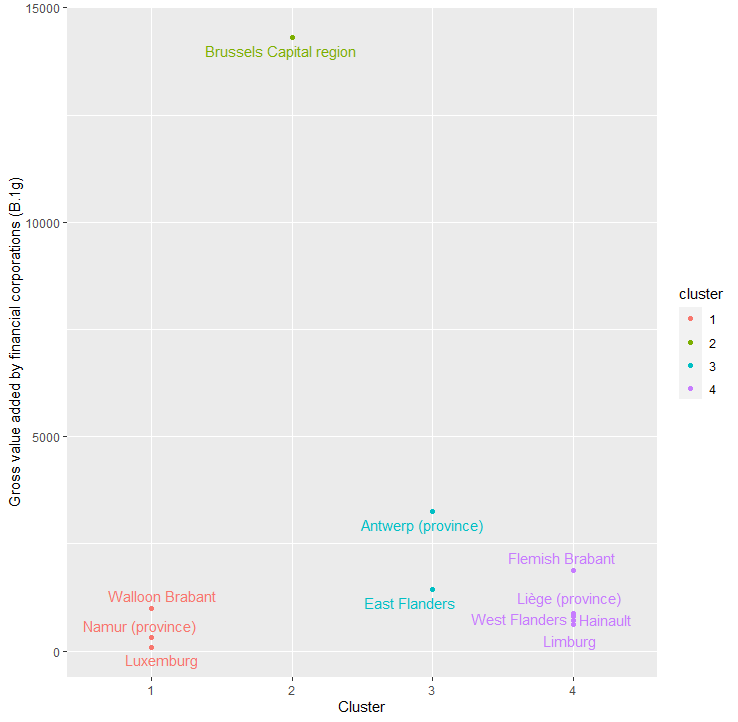 15000
Brussels Capital region
10000
Gross value added by financial corporations (B.1g)
cluster
1
2
3
4
5000
Antwerp (province)
Flemish Brabant
Walloon Brabant
Liège (province)
East Flanders
West Flanders
Hainault
Namur (province)
Limburg
0
Luxemburg
1 2 3 4
Cluster